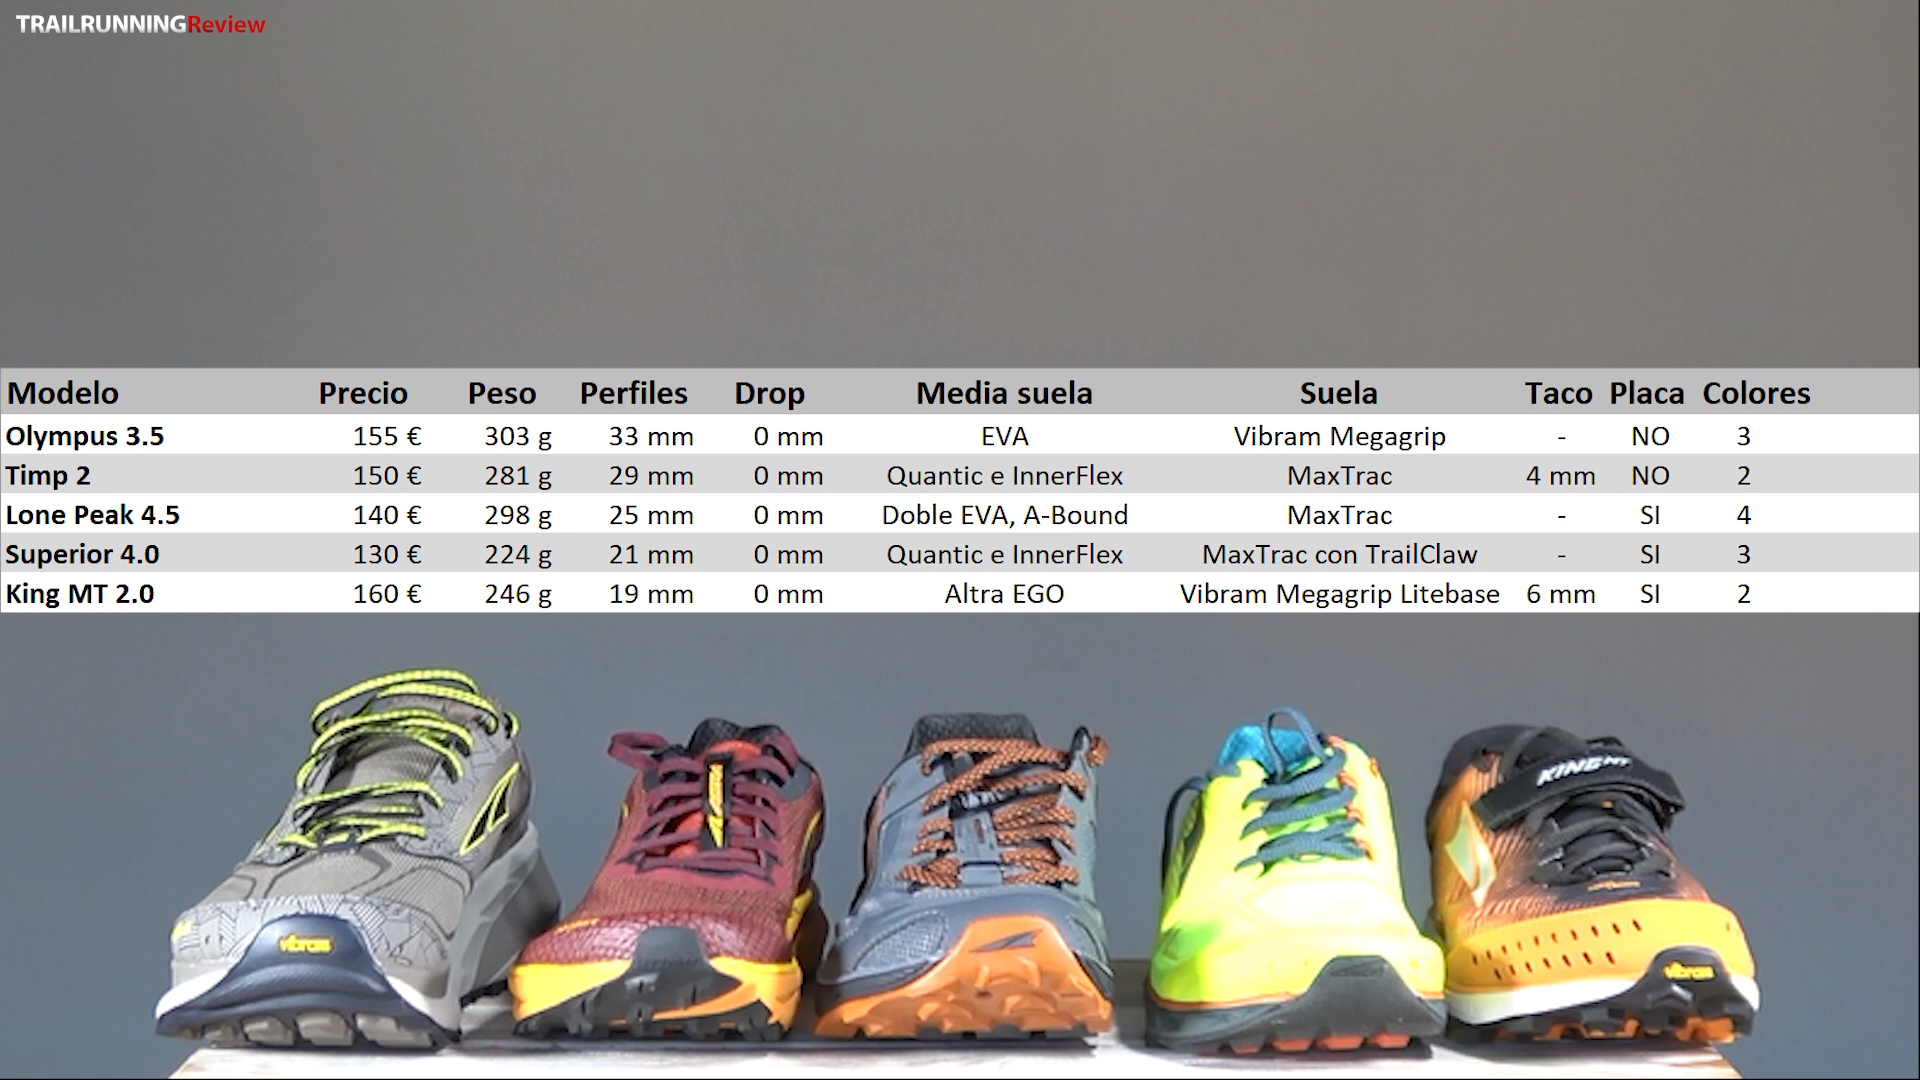 TRAILRUNNINGReview
Modelo Precio Peso Perfiles Drop Media suela Suela Taco Placa Colores
Olympus 3.5 155 € 303 g 33 mm 0 mm EVA Vibram Megagrip - NO 3
Timp 2 150 € 281 g 29 mm 0 mm Quantic e InnerFlex MaxTrac 4 mm NO 2
Lone Peak 4.5 140 € 298 g 25 mm 0 mm Doble EVA, A-Bound MaxTrac - SI 4
Superior 4.0 130 € 224 g 21 mm 0 mm Quantic e InnerFlex MaxTrac con TrailClaw - SI 3
King MT 2.0 160 € 246 g 19 mm 0 mm Altra EGO Vibram Megagrip Litebase 6 mm SI 2
KING MT
vibram
vibram